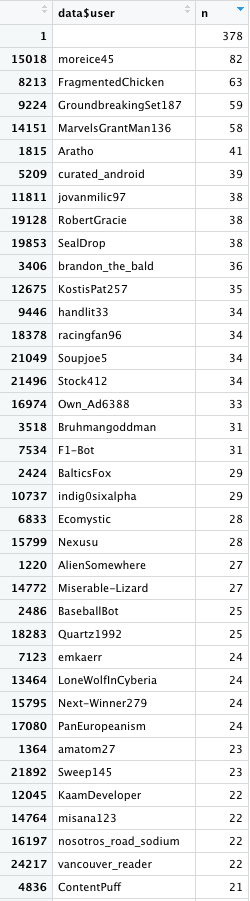 data$user n
1 378
15018 moreice45 82
8213 FragmentedChicken 63
9224 GroundbreakingSet187 59
14151 MarvelsGrantMan136 58
1815 Aratho 41
5209 curated_android 39
11811 jovanmilic97 38
19128 RobertGracie 38
19853 SealDrop 38
3406 brandon_the_bald 36
12675 KostisPat257 35
9446 handlit33 34
18378 racingfan96 34
21049 Soupjoe5 34
21496 Stock412 34
16974 Own_Ad6388 33
3518 Bruhmangoddman 31
7534 F1-Bot 31
2424 BalticsFox 29
10737 indig0sixalpha 29
6833 Ecomystic 28
15799 Nexusu 28
1220 AlienSomewhere 27
14772 Miserable-Lizard 27
2486 BaseballBot 25
18283 Quartz1992 25
7123 emkaerr 24
13464 LoneWolfInCyberia 24
15795 Next-Winner279 24
17080 PanEuropeanism 24
1364 amatom27 23
21892 Sweep145 23
12045 KaamDeveloper 22
14764 misana123 22
16197 nosotros_road_sodium 22
24217 vancouver_reader 22
4836 ContentPuff 21